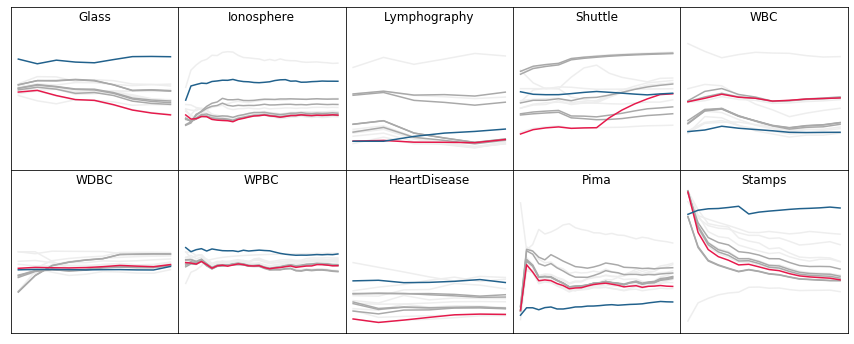 Glass
Ionosphere
Lymphography
Shuttle
WBC
WDBC
WPBC
HeartDisease
Pima
Stamps